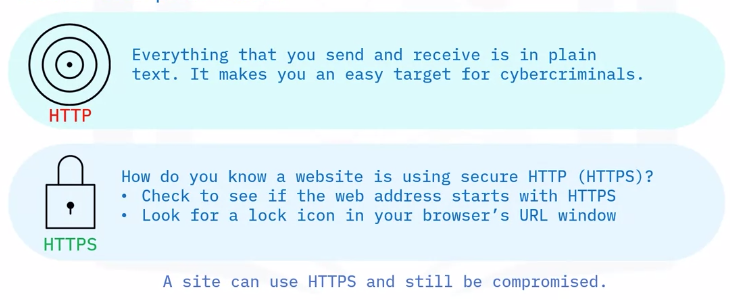 Everything that you send and receive is in plain
text. It makes you an easy target for cybercriminals.
HTTP
How do you know a website is using secure HTTP (HTTPS)?
• Check to see if the web address starts with HTTPS
• Look for a lock icon in your browser’s URL window
HTTPS
A site can use HTTPS and still be compromised.